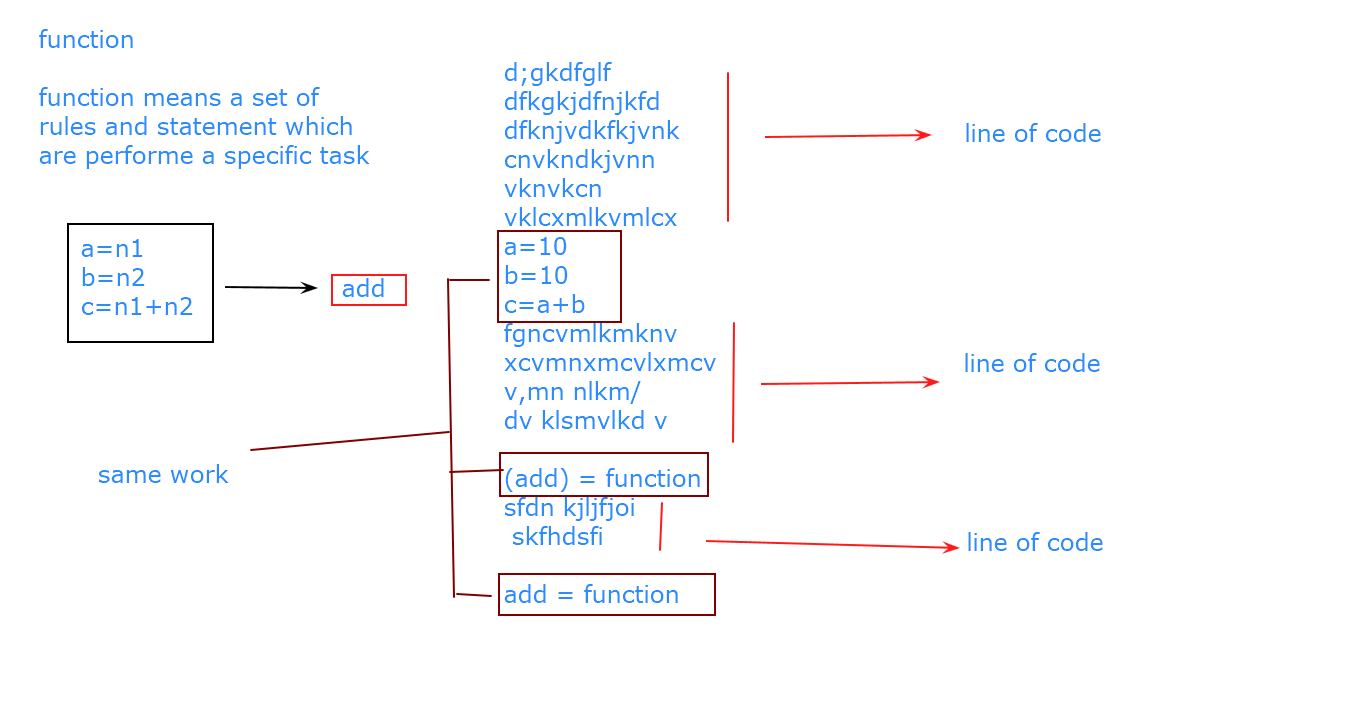 function
function means a set of
rules and statement which
are performe a specific task
a=n1
b=n2
c=n1+n2
add
same work
d;gkdfglf
dfkgkjdfnjkfd
dfknjvdkfkjvnk
cnvkndkjvnn
vknvkcn
vklcxmlkvmlcx
a=10
b=10
c=a+b
fgncvmlkmknv
xcvmnxmcvlxmcv
v,mn nlkm/
dv klsmvlkd v
(add) = function
sfdn kjljfjoi
skfhdsfi
add = function
line of code
line of code
line of code